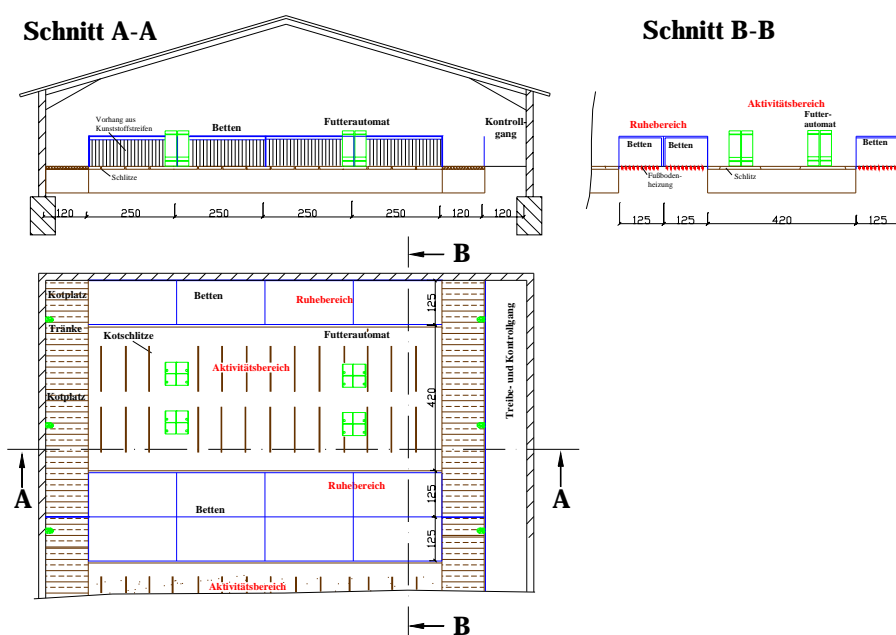 Schnitt A-A
Schnitt B-B
Vorhang aus
Kunststoffstreifen
Betten
Futterautomat
Kontroll-
gang
Schlitze
120
250
250
250
250
120
120
Ruhebereich
Aktivitätsbereich
Futter-
automat
Betten
Betten
Betten
Fußboden-
heizung
Schlitz
125
125
420
125
B
Kotplatz
Betten
Ruhebereich
125
Tränke
Kotschlitze
Futterautomat
Aktivitätsbereich
Kotplatz
420
Treibe- und Kontrollgang
A
A
Ruhebereich
125
Betten
125
Aktivitätsbereich
B